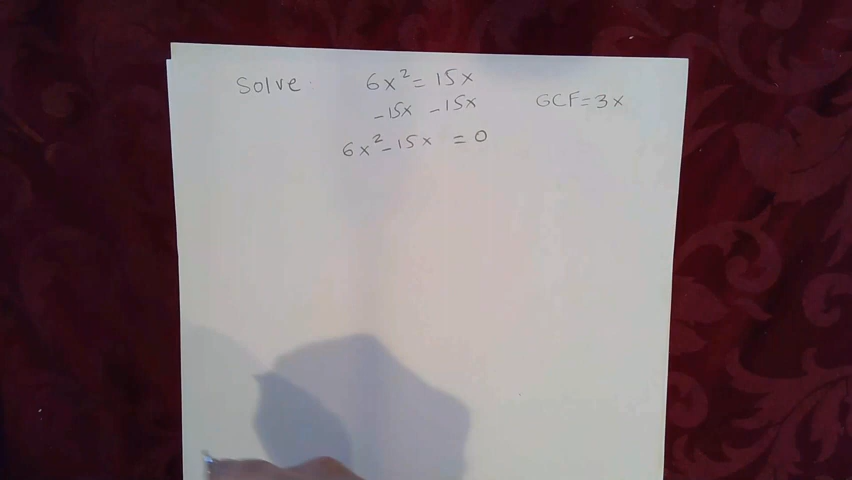 Solve: 6x² = 15x
-15x -15x
GCF = 3x
6x² - 15x = 0